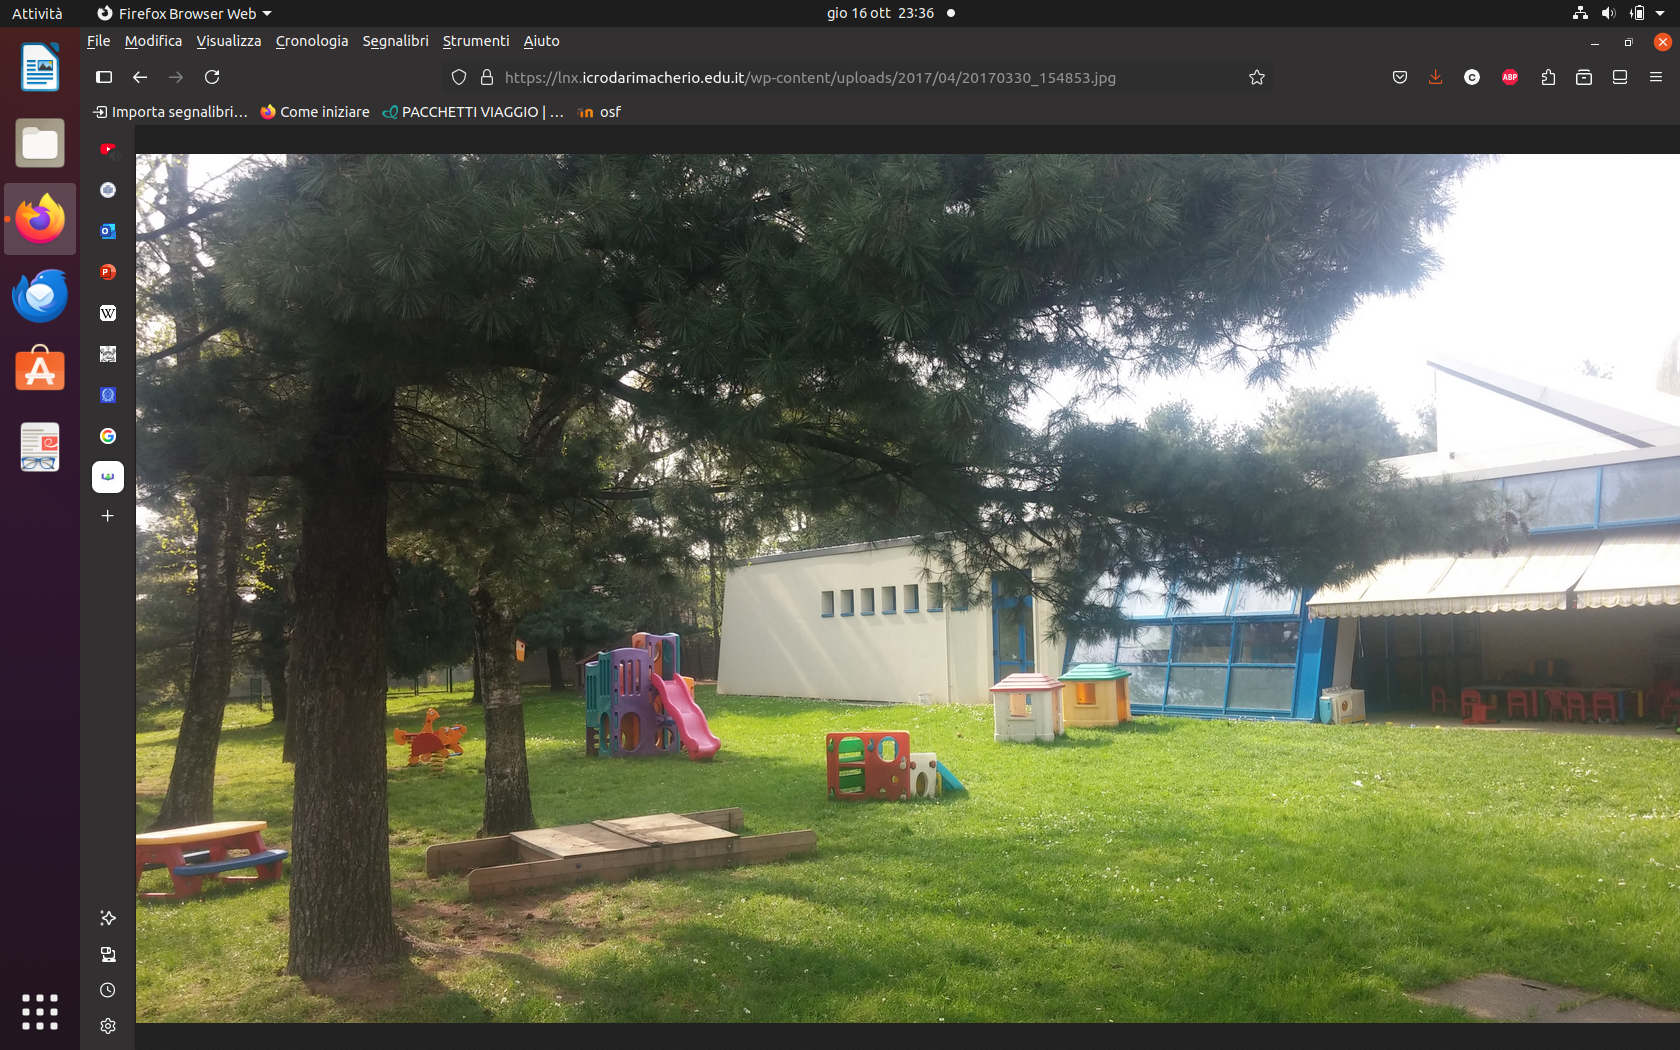 Attività Firefox Browser Web gio 16 ott 23:36
File Modifica Visualizza Cronologia Segnalibri Strumenti Aiuto
https://lnx.icrodarimacherio.edu.it/wp-content/uploads/2017/04/20170330_154853.jpg C ABP
Importa segnalibri… Come iniziare PACCHETTI VIAGGIO | … osf
O
P
W
G
A